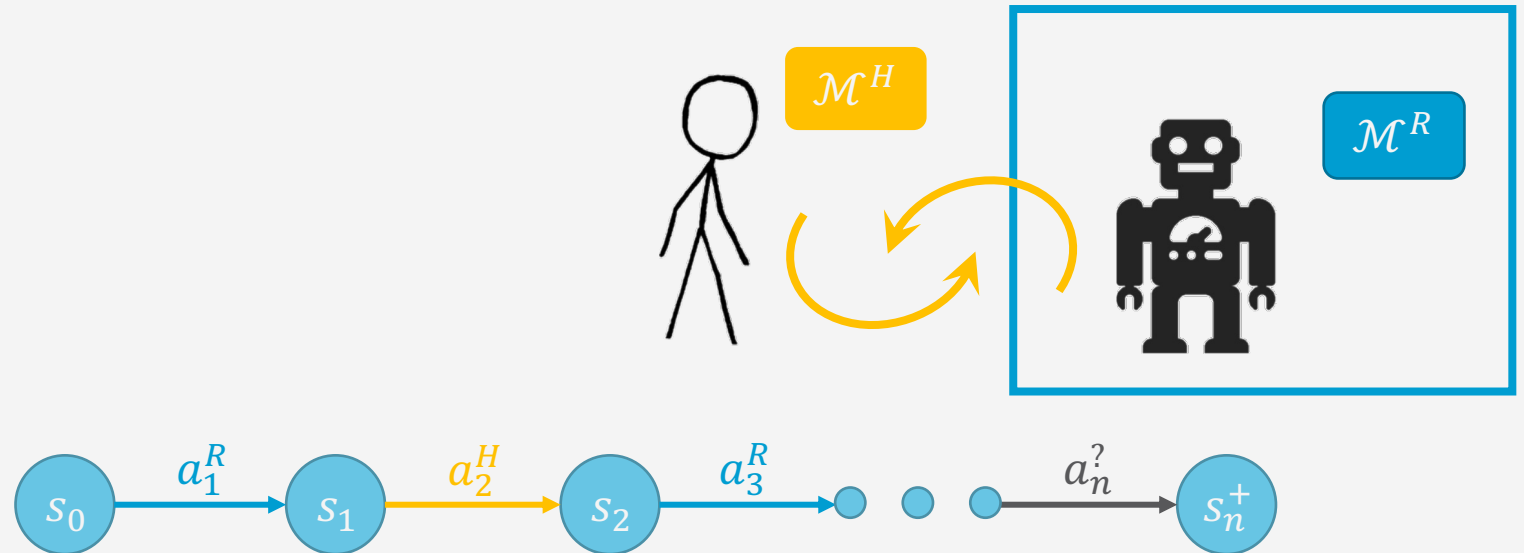 ℳ^H
ℳ^R
a_1^R a_2^H a_3^R a_n^?
s_0 s_1 s_2 s_n^+